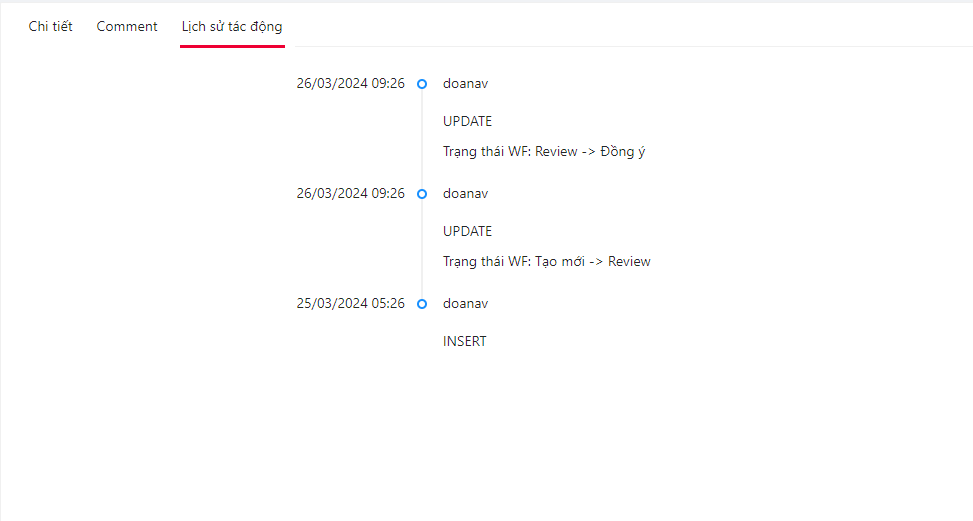 Chi tiết Comment Lịch sử tác động
26/03/2024 09:26 doanav
UPDATE
Trạng thái WF: Review -> Đồng ý
26/03/2024 09:26 doanav
UPDATE
Trạng thái WF: Tạo mới -> Review
25/03/2024 05:26 doanav
INSERT